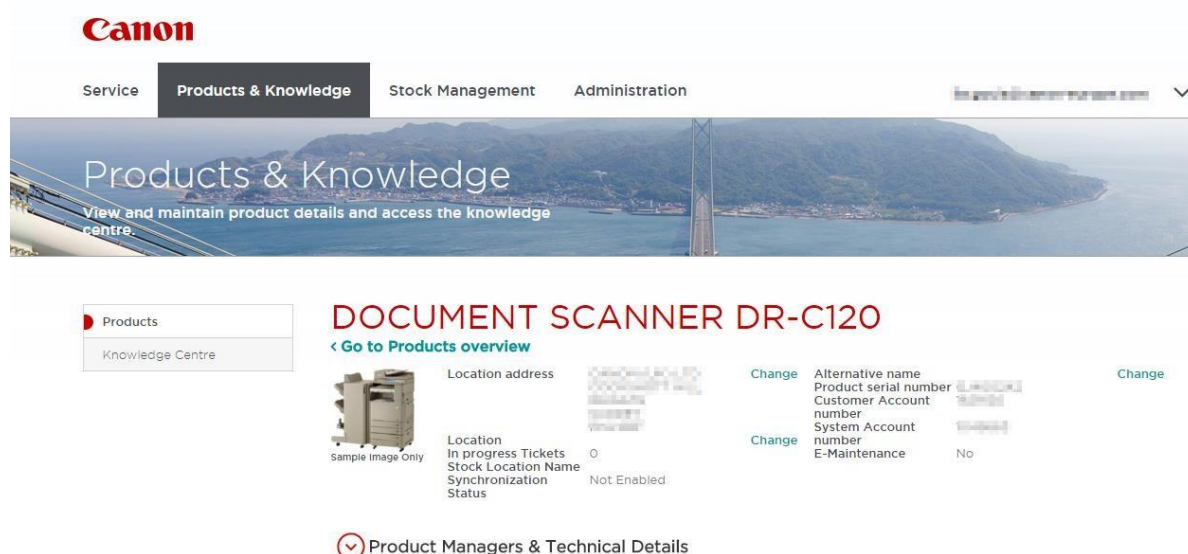 Canon
Service
Products & Knowledge
Stock Management
Administration
Products & Knowledge
View and maintain product details and access the knowledge
centre.
Products
Knowledge Centre
DOCUMENT SCANNER DR-C120
‹ Go to Products overview
Sample Image Only
Location address
Change
Location
Change
In progress Tickets 0
Stock Location Name
Synchronization Not Enabled
Status
Alternative name
Change
Product serial number
Customer Account
number
System Account
number
E-Maintenance No
Product Managers & Technical Details